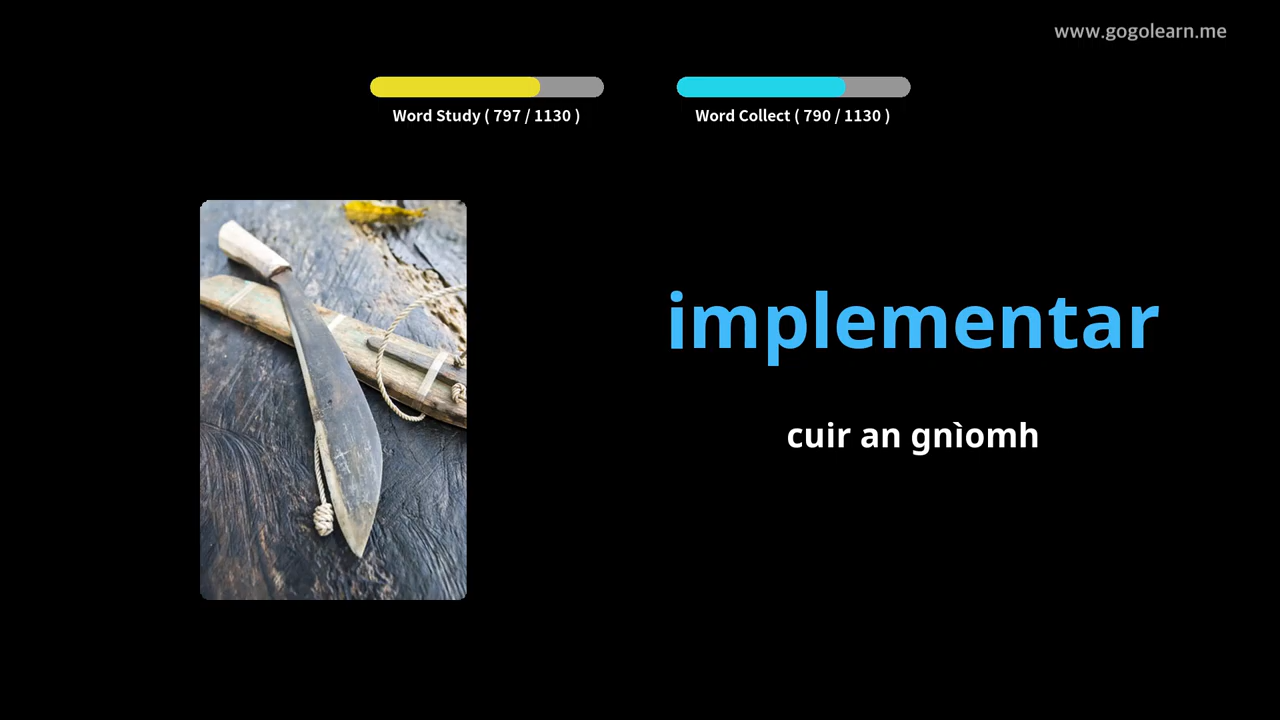 www.gogolearn.me
Word Study ( 797 / 1130 )
Word Collect ( 790 / 1130 )
implementar
cuir an gnìomh